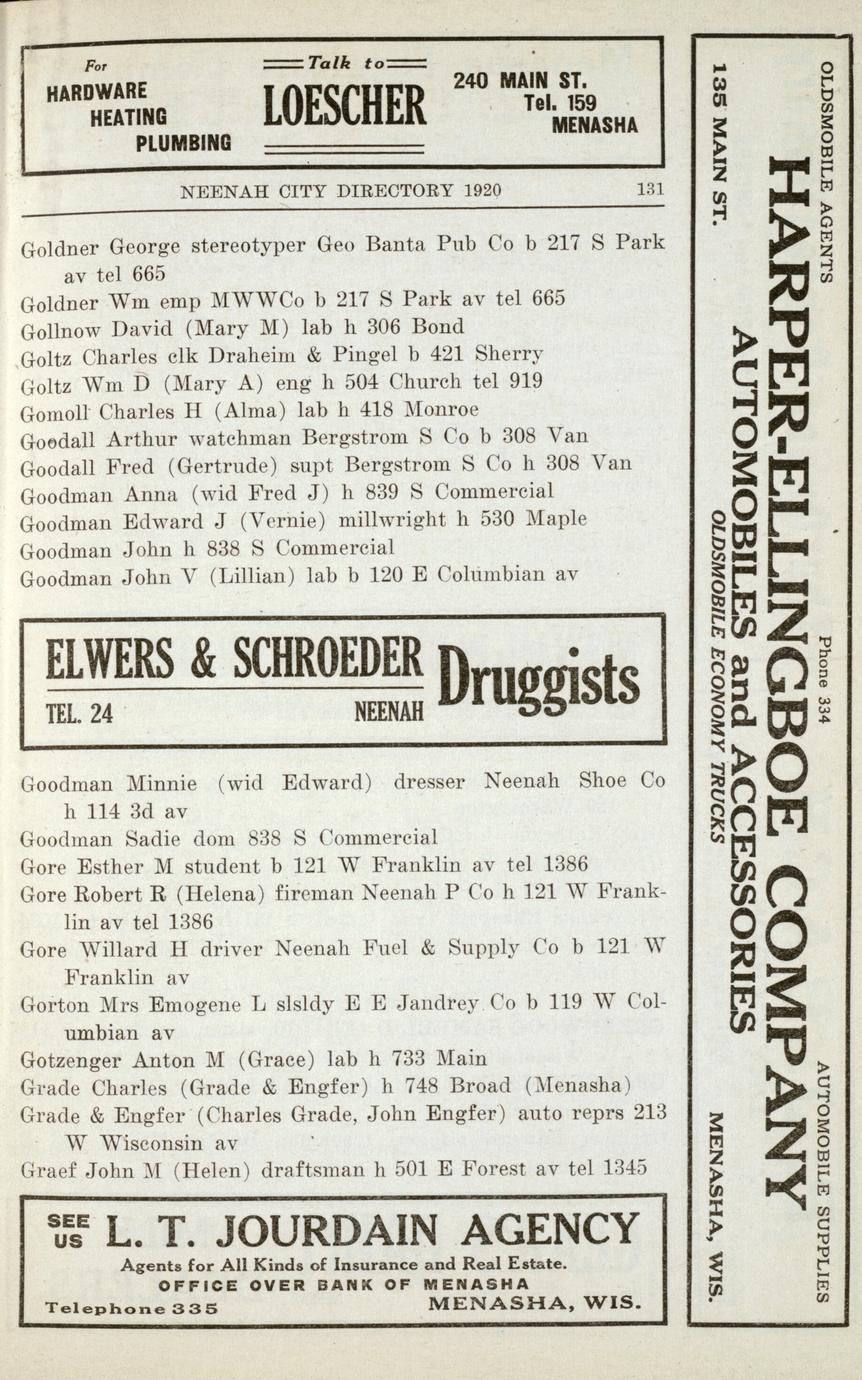 For
HARDWARE
HEATING
PLUMBING
Talk to
LOESCHER
240 MAIN ST.
Tel. 159
MENASHA
NEENAH CITY DIRECTORY 1920 131
Goldner George stereotyper Geo Banta Pub Co b 217 S Park
av tel 665
Goldner Wm emp MWWCo b 217 S Park av tel 665
Gollnow David (Mary M) lab h 306 Bond
Goltz Charles clk Draheim & Pingel b 421 Sherry
Goltz Wm D (Mary A) eng h 504 Church tel 919
Gomoll Charles H (Alma) lab h 418 Monroe
Goodall Arthur watchman Bergstrom S Co b 308 Van
Goodall Fred (Gertrude) supt Bergstrom S Co h 308 Van
Goodman Anna (wid Fred J) h 839 S Commercial
Goodman Edward J (Vernie) millwright h 530 Maple
Goodman John h 838 S Commercial
Goodman John V (Lillian) lab b 120 E Columbian av
ELWERS & SCHROEDER
TEL. 24 NEENAH
Druggists
Goodman Minnie (wid Edward) dresser Neenah Shoe Co
h 114 3d av
Goodman Sadie dom 838 S Commercial
Gore Esther M student b 121 W Franklin av tel 1386
Gore Robert R (Helena) fireman Neenah P Co h 121 W Frank-
lin av tel 1386
Gore Willard H driver Neenah Fuel & Supply Co b 121 W
Franklin av
Gorton Mrs Emogene L slsldy E E Jandrey Co b 119 W Col-
umbian av
Gotzenger Anton M (Grace) lab h 733 Main
Grade Charles (Grade & Engfer) h 748 Broad (Menasha)
Grade & Engfer (Charles Grade, John Engfer) auto reprs 213
W Wisconsin av
Graef John M (Helen) draftsman h 501 E Forest av tel 1345
SEE US L. T. JOURDAIN AGENCY
Agents for All Kinds of Insurance and Real Estate.
OFFICE OVER BANK OF MENASHA
Telephone 335 MENASHA, WIS.
OLDSMOBILE AGENTS Phone 334 AUTOMOBILE SUPPLIES
HARPER-ELLINGBOE COMPANY
AUTOMOBILES and ACCESSORIES
135 MAIN ST. OLDSMOBILE ECONOMY TRUCKS MENASHA, WIS.